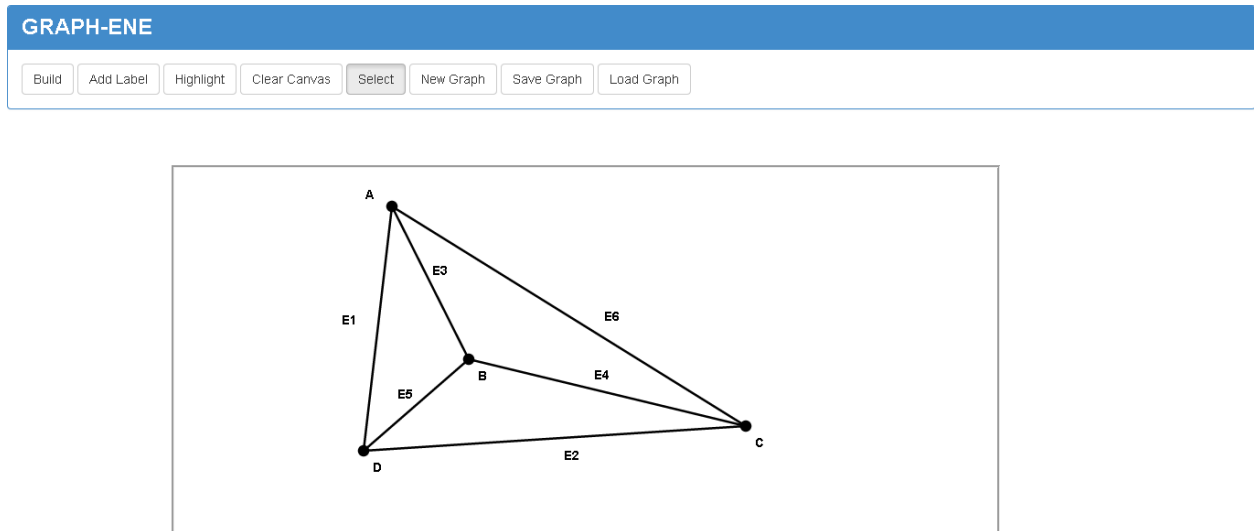 GRAPH-ENE
Build Add Label Highlight Clear Canvas Select New Graph Save Graph Load Graph
A
E3
E1
E6
B
E4
E5
C
E2
D